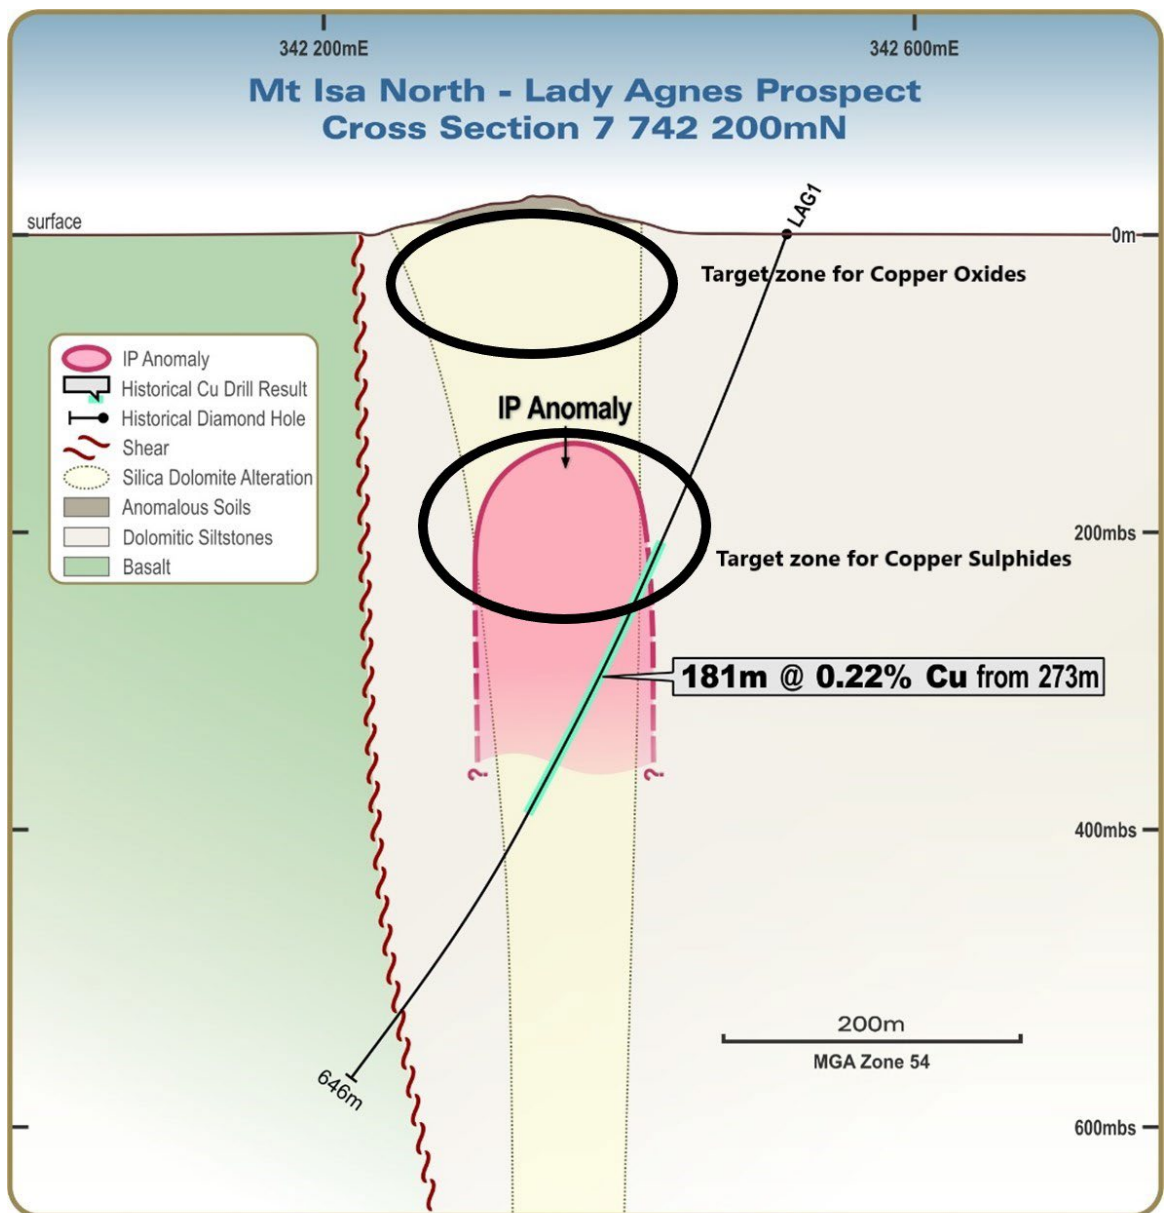 342 200mE
342 600mE
Mt Isa North - Lady Agnes Prospect
Cross Section 7 742 200mN
LAG1
surface
0m
Target zone for Copper Oxides
IP Anomaly
Historical Cu Drill Result
Historical Diamond Hole
Shear
Silica Dolomite Alteration
Anomalous Soils
Dolomitic Siltstones
Basalt
IP Anomaly
200mbs
Target zone for Copper Sulphides
181m @ 0.22% Cu from 273m
?
?
400mbs
200m
MGA Zone 54
646m
600mbs